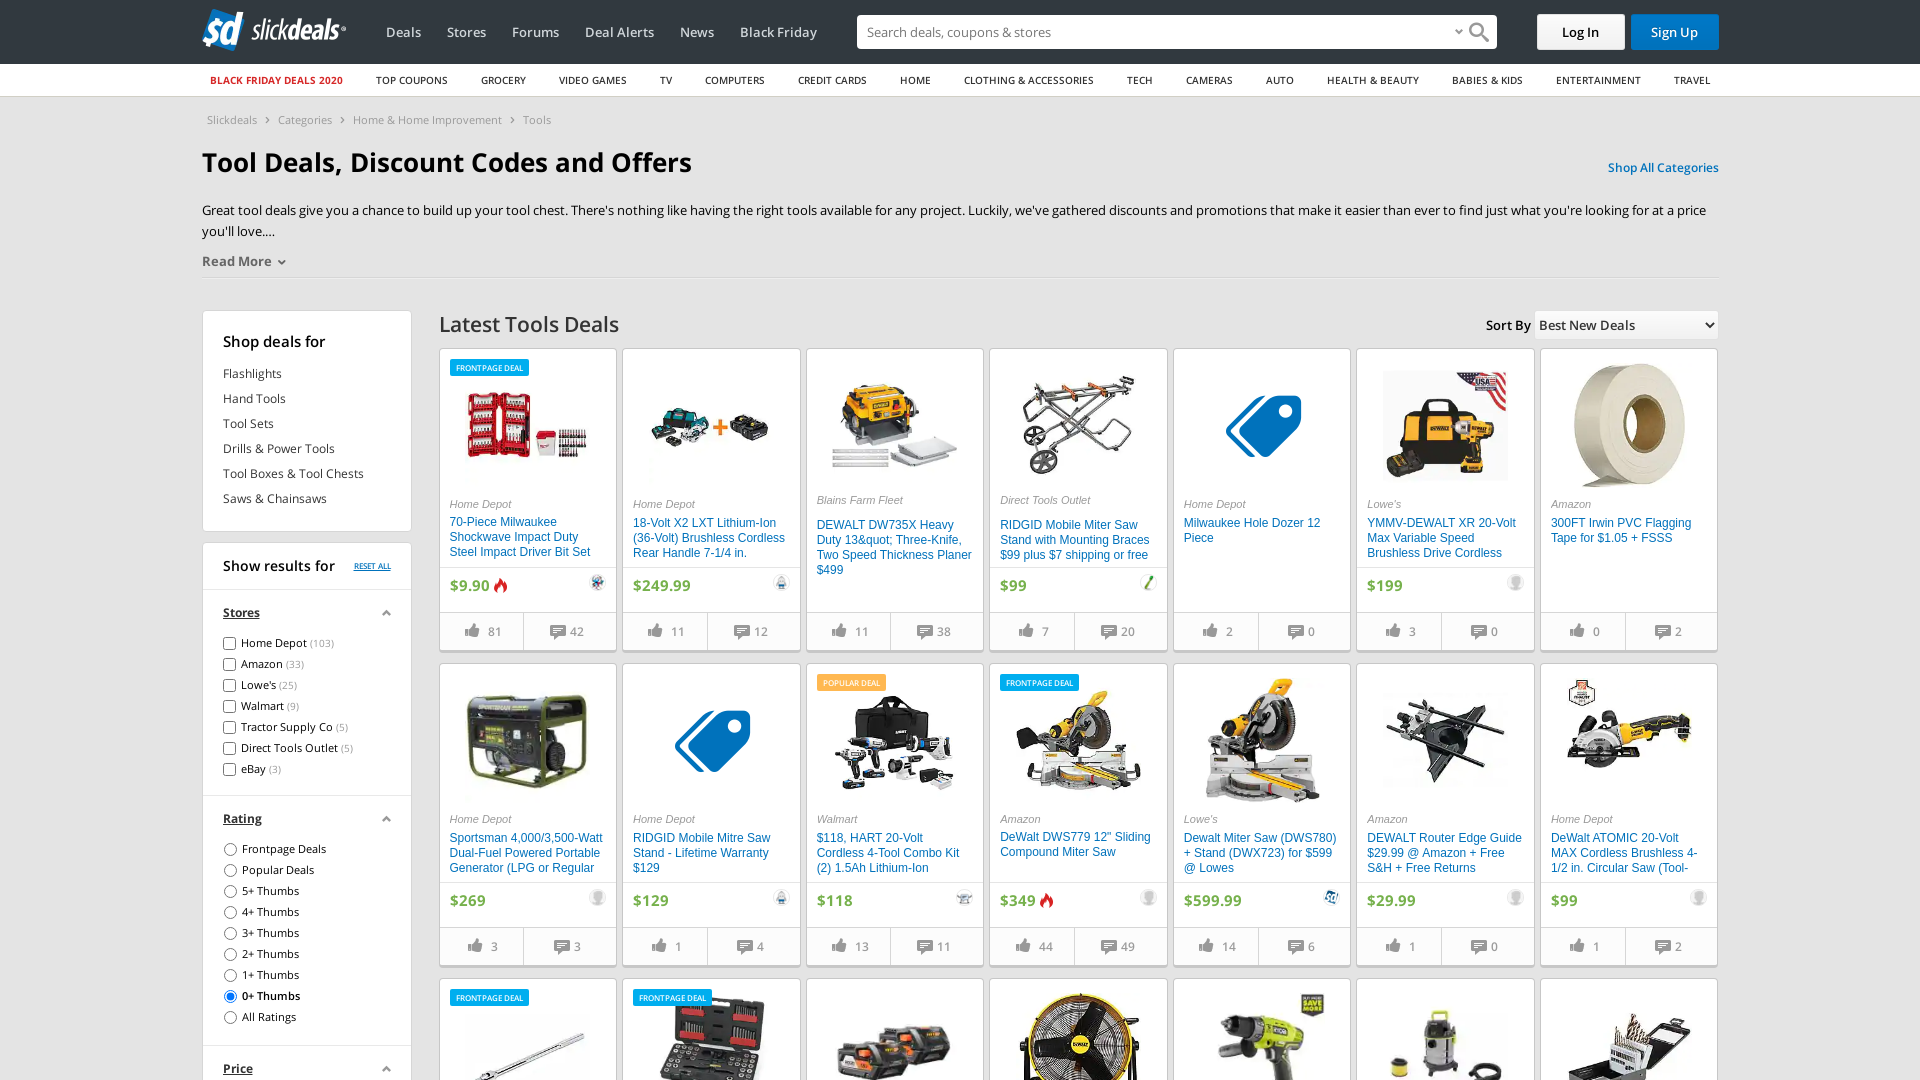 sd slickdeals
Deals
Stores
Forums
Deal Alerts
News
Black Friday
Search deals, coupons & stores
Log In
Sign Up
BLACK FRIDAY DEALS 2020
TOP COUPONS
GROCERY
VIDEO GAMES
TV
COMPUTERS
CREDIT CARDS
HOME
CLOTHING & ACCESSORIES
TECH
CAMERAS
AUTO
HEALTH & BEAUTY
BABIES & KIDS
ENTERTAINMENT
TRAVEL
Slickdeals > Categories > Home & Home Improvement > Tools
Tool Deals, Discount Codes and Offers
Shop All Categories
Great tool deals give you a chance to build up your tool chest. There's nothing like having the right tools available for any project. Luckily, we've gathered discounts and promotions that make it easier than ever to find just what you're looking for at a price
you'll love....
Read More
Shop deals for
Flashlights
Hand Tools
Tool Sets
Drills & Power Tools
Tool Boxes & Tool Chests
Saws & Chainsaws
Show results for
RESET ALL
Stores
Home Depot (103)
Amazon (33)
Lowe's (25)
Walmart (9)
Tractor Supply Co (5)
Direct Tools Outlet (5)
eBay (3)
Rating
Frontpage Deals
Popular Deals
5+ Thumbs
4+ Thumbs
3+ Thumbs
2+ Thumbs
1+ Thumbs
0+ Thumbs
All Ratings
Price
Latest Tools Deals
Sort By
Best New Deals
FRONTPAGE DEAL
Home Depot
70-Piece Milwaukee
Shockwave Impact Duty
Steel Impact Driver Bit Set
$9.90
81
42
Home Depot
18-Volt X2 LXT Lithium-Ion
(36-Volt) Brushless Cordless
Rear Handle 7-1/4 in.
$249.99
11
12
Blains Farm Fleet
DEWALT DW735X Heavy
Duty 13&quot; Three-Knife,
Two Speed Thickness Planer
$499
11
38
Direct Tools Outlet
RIDGID Mobile Miter Saw
Stand with Mounting Braces
$99 plus $7 shipping or free
$99
7
20
Home Depot
Milwaukee Hole Dozer 12
Piece
2
0
USA
Lowe's
YMMV-DEWALT XR 20-Volt
Max Variable Speed
Brushless Drive Cordless
$199
3
0
Amazon
300FT Irwin PVC Flagging
Tape for $1.05 + FSSS
0
2
Home Depot
Sportsman 4,000/3,500-Watt
Dual-Fuel Powered Portable
Generator (LPG or Regular
$269
3
3
Home Depot
RIDGID Mobile Mitre Saw
Stand - Lifetime Warranty
$129
$129
1
4
POPULAR DEAL
Walmart
$118, HART 20-Volt
Cordless 4-Tool Combo Kit
(2) 1.5Ah Lithium-Ion
$118
13
11
FRONTPAGE DEAL
Amazon
DeWalt DWS779 12" Sliding
Compound Miter Saw
$349
44
49
Lowe's
Dewalt Miter Saw (DWS780)
+ Stand (DWX723) for $599
@ Lowes
$599.99
14
6
Amazon
DEWALT Router Edge Guide
$29.99 @ Amazon + Free
S&H + Free Returns
$29.99
1
0
Home Depot
DeWalt ATOMIC 20-Volt
MAX Cordless Brushless 4-
1/2 in. Circular Saw (Tool-
$99
1
2
FRONTPAGE DEAL
FRONTPAGE DEAL
DEWALT
SAVE
MORE
RYOBI